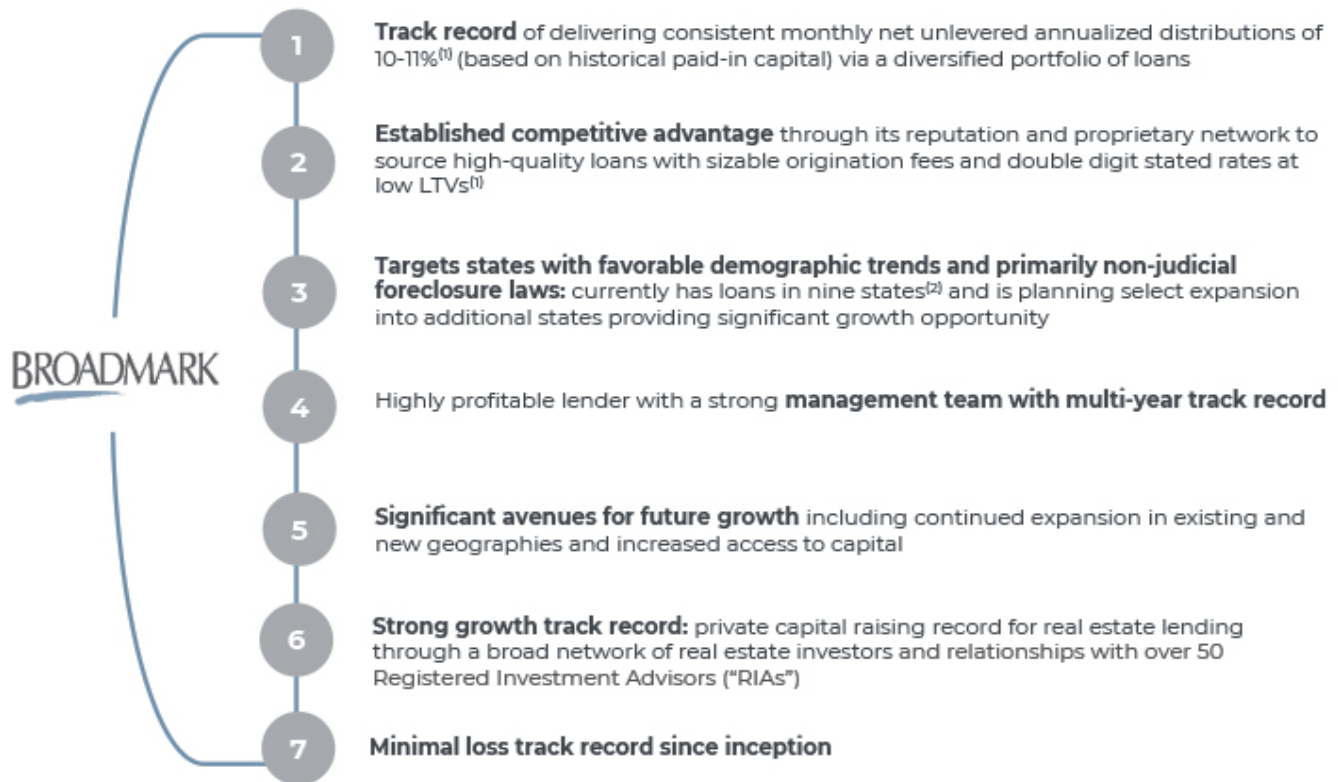 1
Track record of delivering consistent monthly net unlevered annualized distributions of
10-11%(1) (based on historical paid-in capital) via a diversified portfolio of loans
2
Established competitive advantage through its reputation and proprietary network to
source high-quality loans with sizable origination fees and double digit stated rates at
low LTVs(1)
3
Targets states with favorable demographic trends and primarily non-judicial
foreclosure laws: currently has loans in nine states(2) and is planning select expansion
into additional states providing significant growth opportunity
BROADMARK
4
Highly profitable lender with a strong management team with multi-year track record
5
Significant avenues for future growth including continued expansion in existing and
new geographies and increased access to capital
6
Strong growth track record: private capital raising record for real estate lending
through a broad network of real estate investors and relationships with over 50
Registered Investment Advisors (“RIAs”)
7
Minimal loss track record since inception